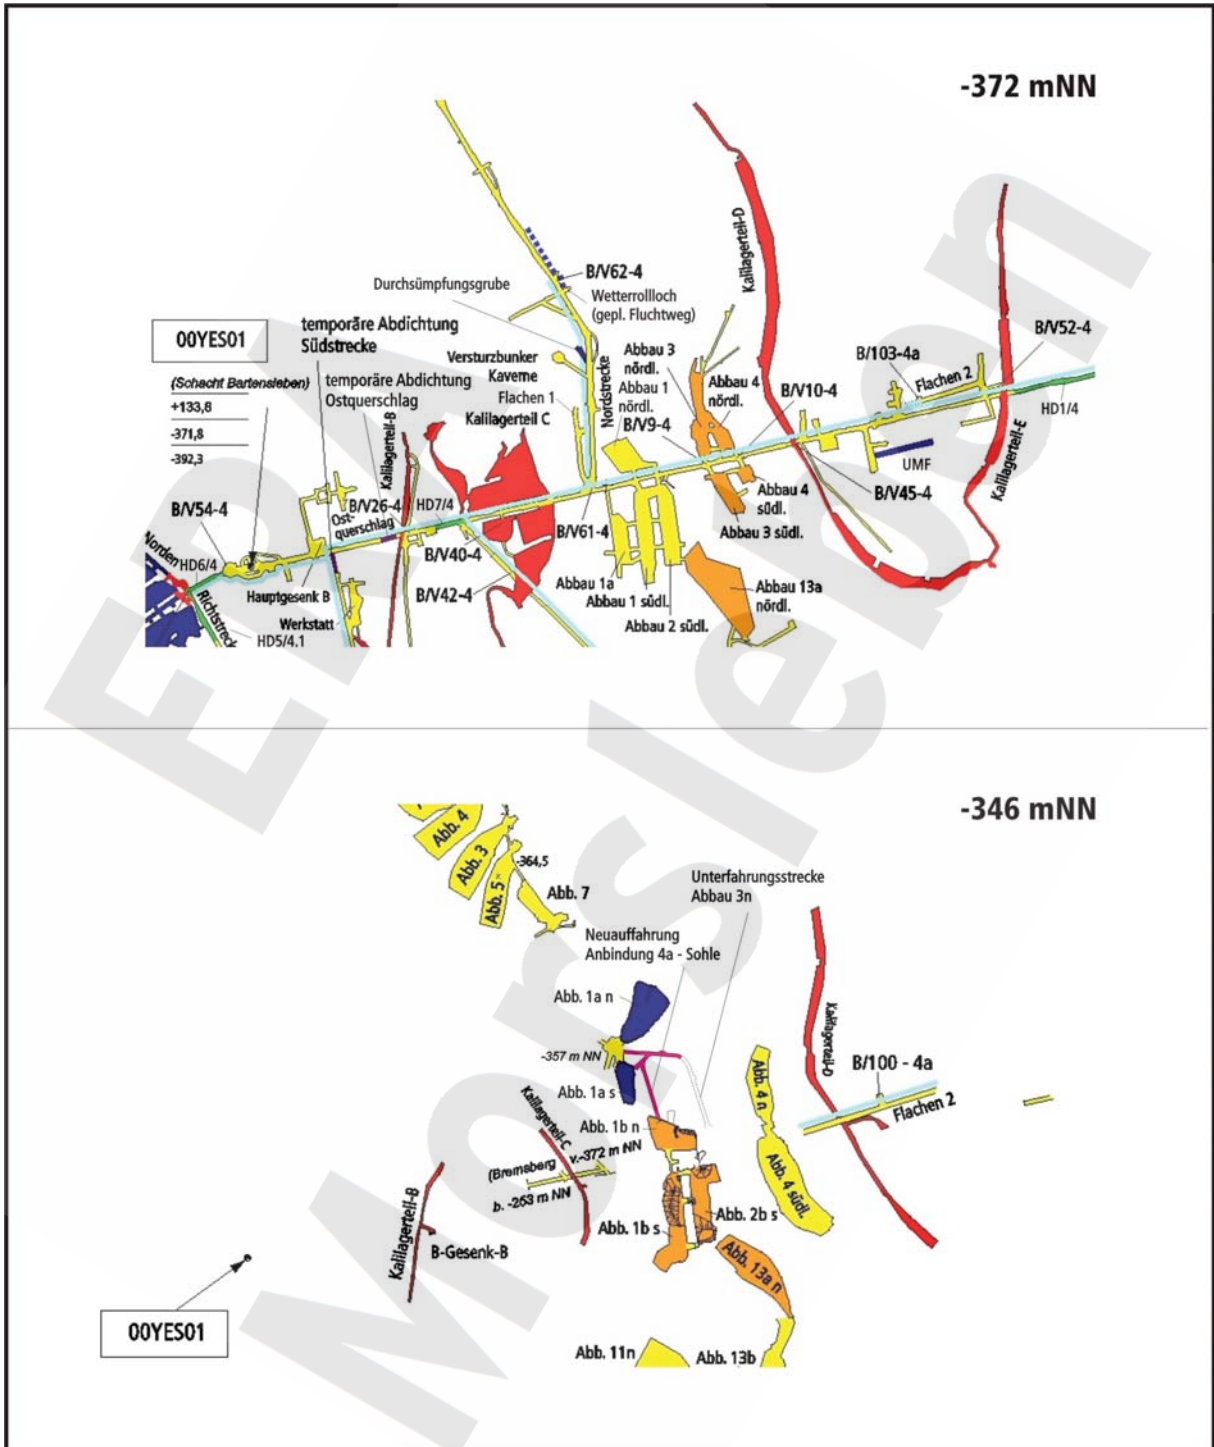 -372 mNN
Kalilagerteil-D
B/V62-4
Durchsümpfungsgrube
Wetterrollloch
(gepl. Fluchtweg)
00YES01
temporäre Abdichtung
Südstrecke
temporäre Abdichtung
Ostquerschlag
(Schacht Bartensleben)
+133,8
-371,8
-392,3
Versturzbunker
Kaverne
Flachen 1
Kalilagerteil C
Kalilagerteil-B
Nordstrecke
Abbau 3
nördl.
Abbau 1
nördl.
B/V9-4
Abbau 4
nördl.
B/V10-4
B/103-4a
Flachen 2
B/V52-4
HD1/4
UMF
Kalilagerteil-E
B/V45-4
Abbau 4
südl.
Abbau 3 südl.
B/V54-4
B/V26-4
HD7/4
Ost-
querschlag
B/V40-4
B/V61-4
B/V42-4
Abbau 1a
Abbau 1 südl.
Abbau 2 südl.
Abbau 13a
nördl.
Norden
HD6/4
Hauptgesenk B
Richtstreck
HD5/4.1
Werkstatt
-346 mNN
Abb. 4
Abb. 3
Abb. 5
-364,5
Abb. 7
Unterfahrungsstrecke
Abbau 3n
Neuauffahrung
Anbindung 4a - Sohle
Abb. 1a n
-357 m NN
Abb. 1a s
Kalilagerteil-D
B/100 - 4a
Flachen 2
Abb. 4 n
Abb. 4 südl.
Kalilagerteil-C
Abb. 1b n
(Bremsberg
v.-372 m NN
b. -253 m NN
Abb. 1b s
Abb. 2b s
Kalilagerteil-B
B-Gesenk-B
Abb. 13a n
00YES01
Abb. 11n
Abb. 13b
ERA
Morsleben